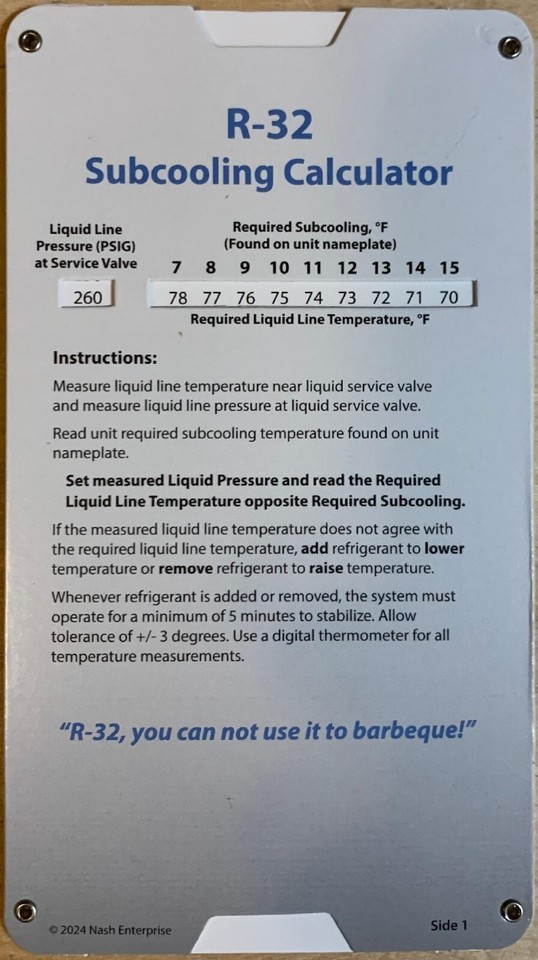 R-32
Subcooling Calculator
Liquid Line
Pressure (PSIG)
at Service Valve
Required Subcooling, °F
(Found on unit nameplate)
7 8 9 10 11 12 13 14 15
260
78 77 76 75 74 73 72 71 70
Required Liquid Line Temperature, °F
Instructions:
Measure liquid line temperature near liquid service valve
and measure liquid line pressure at liquid service valve.
Read unit required subcooling temperature found on unit
nameplate.
Set measured Liquid Pressure and read the Required
Liquid Line Temperature opposite Required Subcooling.
If the measured liquid line temperature does not agree with
the required liquid line temperature, add refrigerant to lower
temperature or remove refrigerant to raise temperature.
Whenever refrigerant is added or removed, the system must
operate for a minimum of 5 minutes to stabilize. Allow
tolerance of +/- 3 degrees. Use a digital thermometer for all
temperature measurements.
“R-32, you can not use it to barbeque!”
© 2024 Nash Enterprise
Side 1